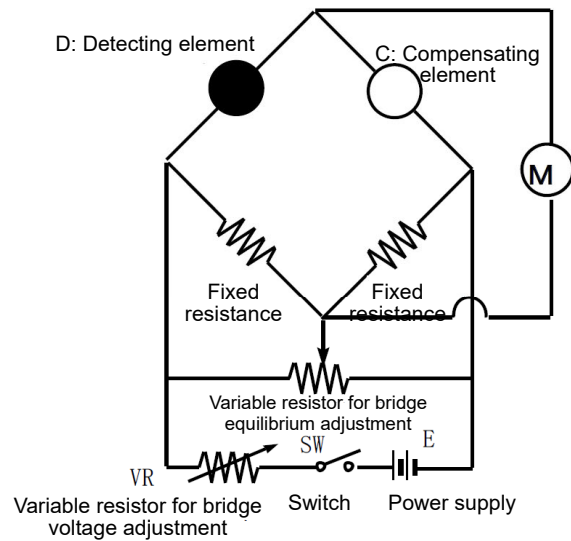 D: Detecting element
C: Compensating
element
M
Fixed
resistance
Fixed
resistance
Variable resistor for bridge
equilibrium adjustment
SW
E
VR
Variable resistor for bridge
voltage adjustment
Switch
Power supply